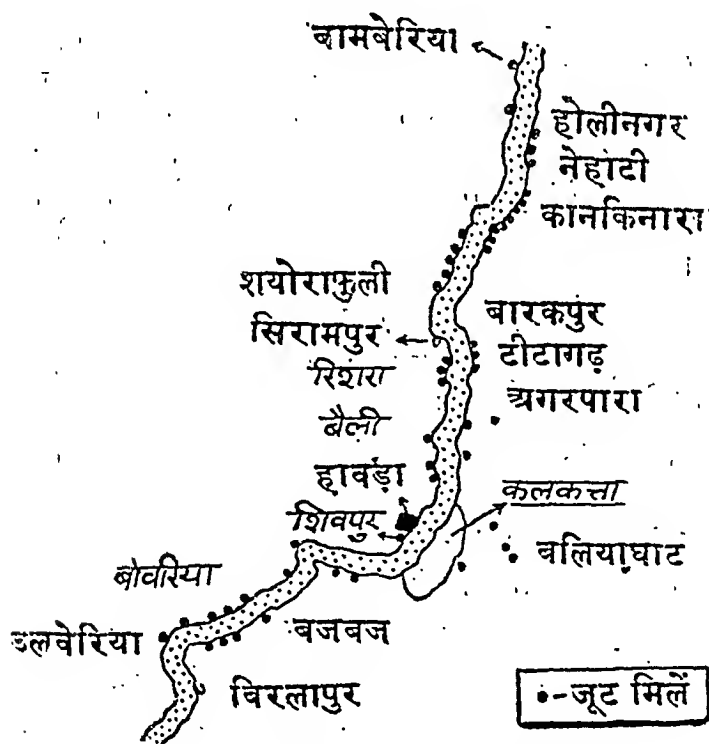 बामबेरिया
होलीनगर
नेहाटी
कानकिनारा
शयोराफुली
सिरामपुर
रिशरा
बैली
हावड़ा
शिवपुर
बारकपुर
टीटागढ़
अगरपारा
कलकत्ता
बलियाघाट
बोवरिया
उलवेरिया
बजबज
विरलापुर
•-जूट मिलें